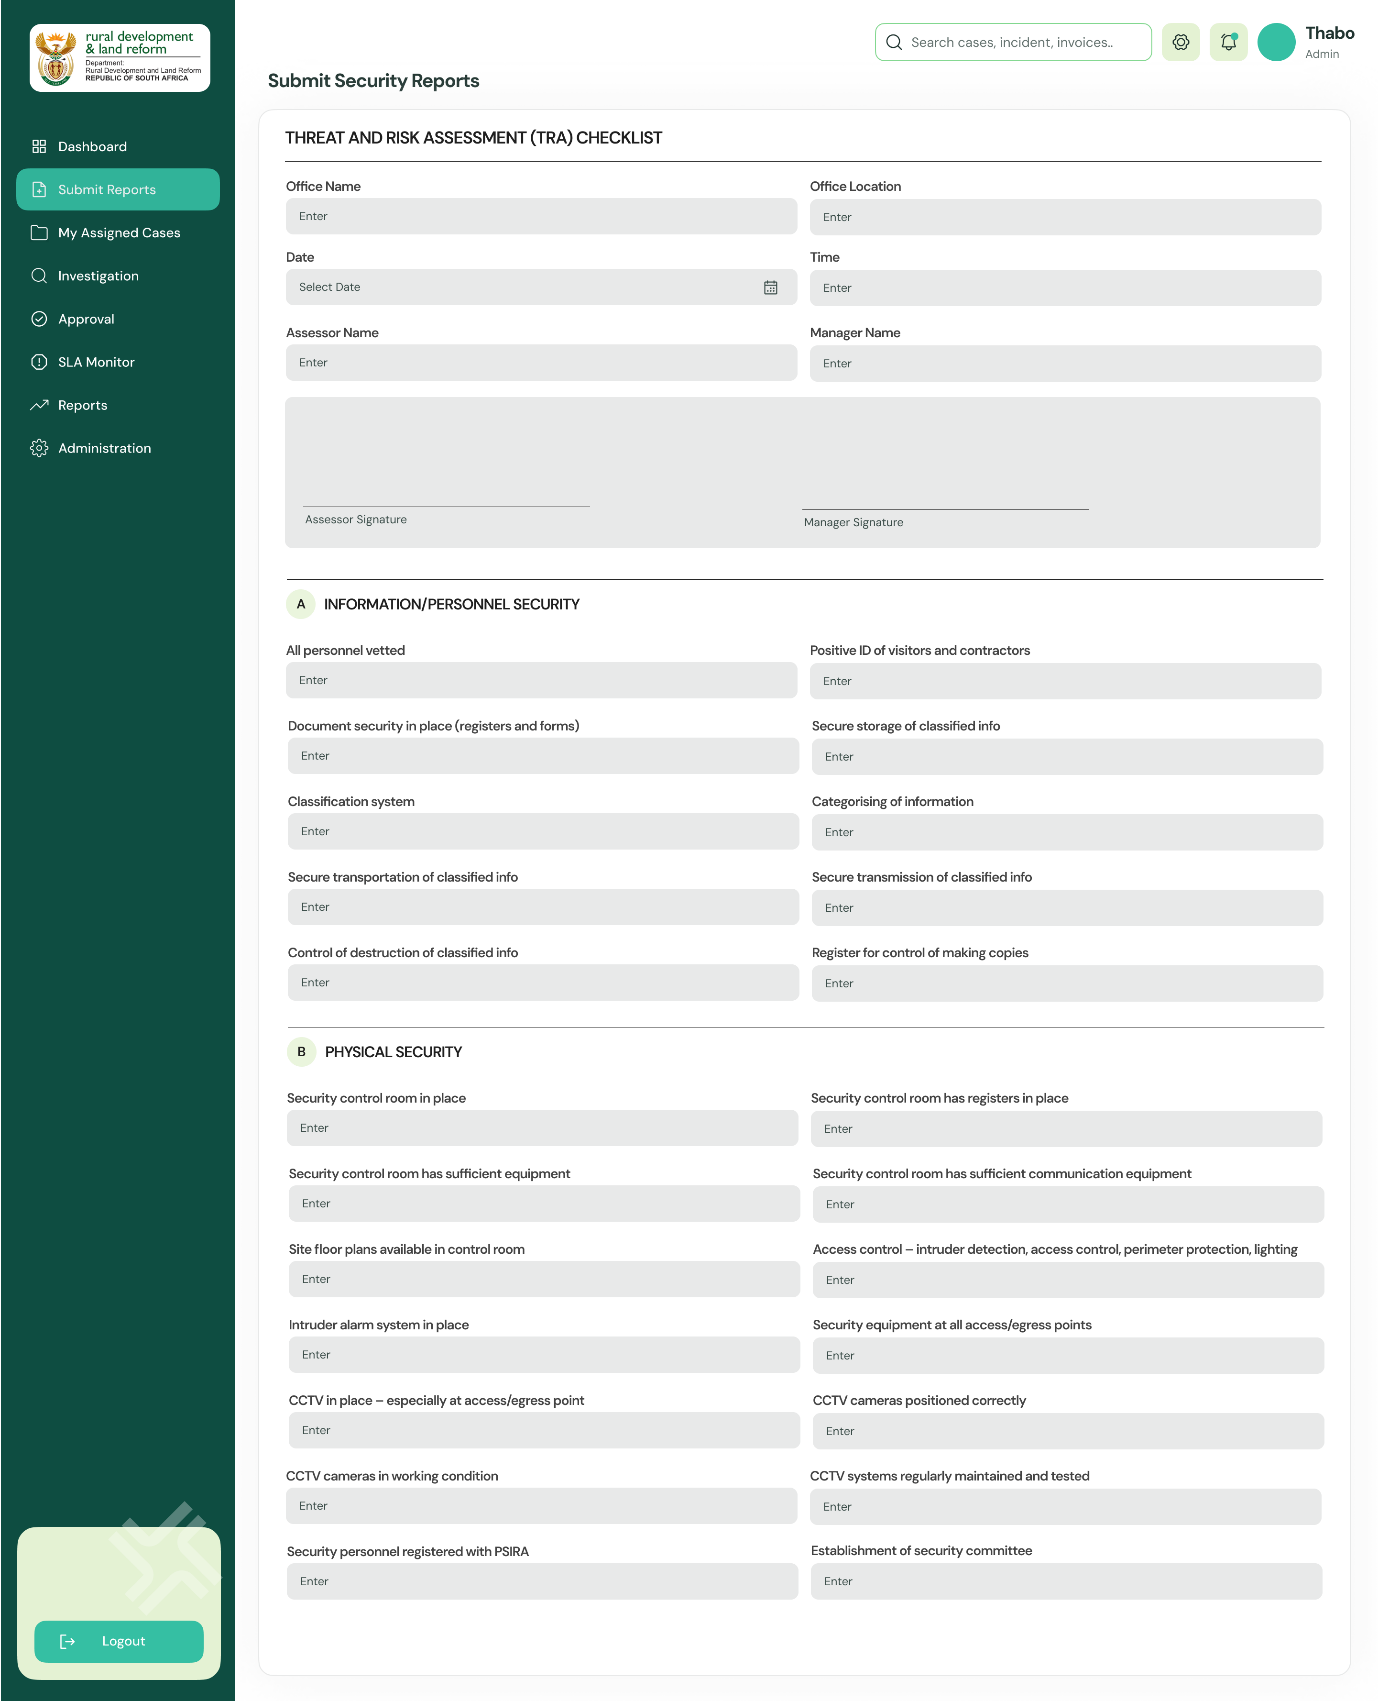 rural development
& land reform
Department:
Rural Development and Land Reform
REPUBLIC OF SOUTH AFRICA
Dashboard
Submit Reports
My Assigned Cases
Investigation
Approval
SLA Monitor
Reports
Administration
Logout
Search cases, incident, invoices..
Thabo
Admin
Submit Security Reports
THREAT AND RISK ASSESSMENT (TRA) CHECKLIST
Office Name
Enter
Office Location
Enter
Date
Select Date
Time
Enter
Assessor Name
Enter
Manager Name
Enter
Assessor Signature
Manager Signature
A INFORMATION/PERSONNEL SECURITY
All personnel vetted
Enter
Positive ID of visitors and contractors
Enter
Document security in place (registers and forms)
Enter
Secure storage of classified info
Enter
Classification system
Enter
Categorising of information
Enter
Secure transportation of classified info
Enter
Secure transmission of classified info
Enter
Control of destruction of classified info
Enter
Register for control of making copies
Enter
B PHYSICAL SECURITY
Security control room in place
Enter
Security control room has registers in place
Enter
Security control room has sufficient equipment
Enter
Security control room has sufficient communication equipment
Enter
Site floor plans available in control room
Enter
Access control – intruder detection, access control, perimeter protection, lighting
Enter
Intruder alarm system in place
Enter
Security equipment at all access/egress points
Enter
CCTV in place – especially at access/egress point
Enter
CCTV cameras positioned correctly
Enter
CCTV cameras in working condition
Enter
CCTV systems regularly maintained and tested
Enter
Security personnel registered with PSIRA
Enter
Establishment of security committee
Enter